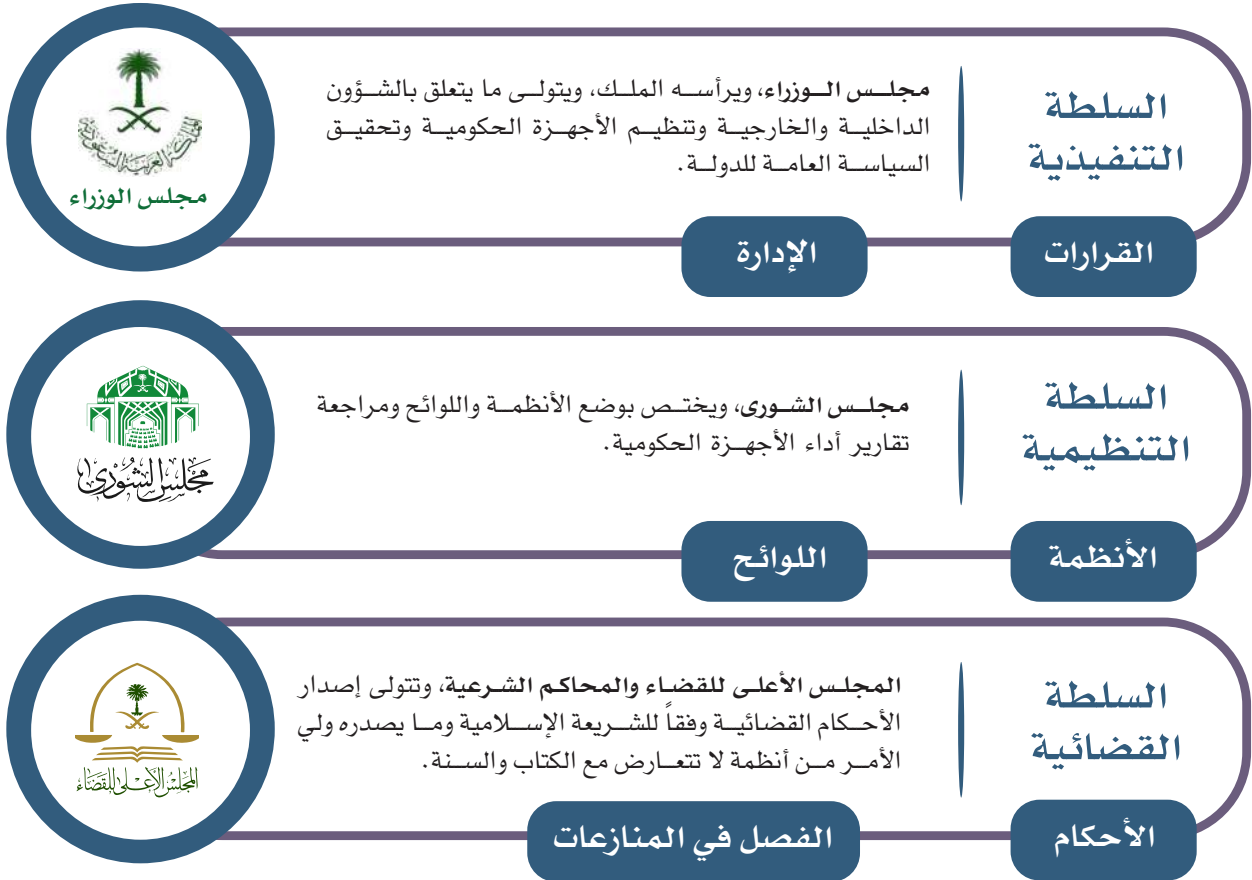 السلطة
التنفيذية
مجلس الوزراء، ويرأسه الملك، ويتولى ما يتعلق بالشؤون
الداخلية والخارجية وتنظيم الأجهزة الحكومية وتحقيق
السياسة العامة للدولة.
المملكة العربية السعودية
مجلس الوزراء
القرارات
الإدارة
السلطة
التنظيمية
مجلس الشورى، ويختص بوضع الأنظمة واللوائح ومراجعة
تقارير أداء الأجهزة الحكومية.
مجلس الشورى
الأنظمة
اللوائح
السلطة
القضائية
المجلس الأعلى للقضاء والمحاكم الشرعية، وتتولى إصدار
الأحكام القضائية وفقاً للشريعة الإسلامية وما يصدره ولي
الأمر من أنظمة لا تتعارض مع الكتاب والسنة.
المجلس الأعلى للقضاء
الأحكام
الفصل في المنازعات